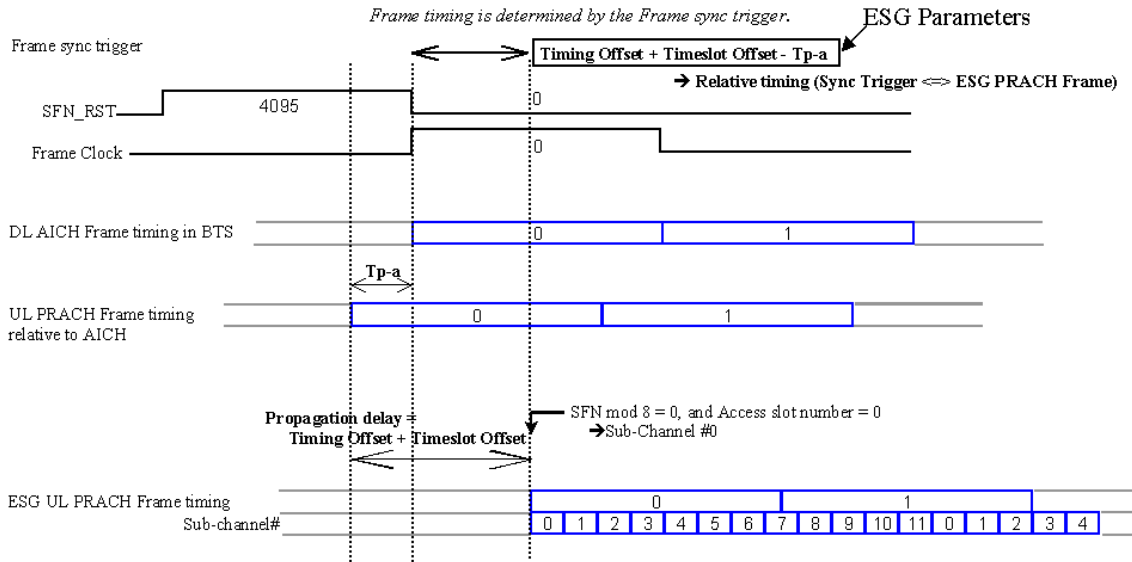 Frame timing is determined by the Frame sync trigger.
ESG Parameters
Frame sync trigger
Timing Offset + Timeslot Offset - Tp-a
➔ Relative timing (Sync Trigger <=> ESG PRACH Frame)
SFN_RST
4095
0
Frame Clock
0
DL AICH Frame timing in BTS
0
1
Tp-a
UL PRACH Frame timing
relative to AICH
0
1
Propagation delay =
Timing Offset + Timeslot Offset
SFN mod 8 = 0, and Access slot number = 0
➔Sub-Channel #0
ESG UL PRACH Frame timing
0
1
Sub-channel#
0 1 2 3 4 5 6 7 8 9 10 11 0 1 2 3 4